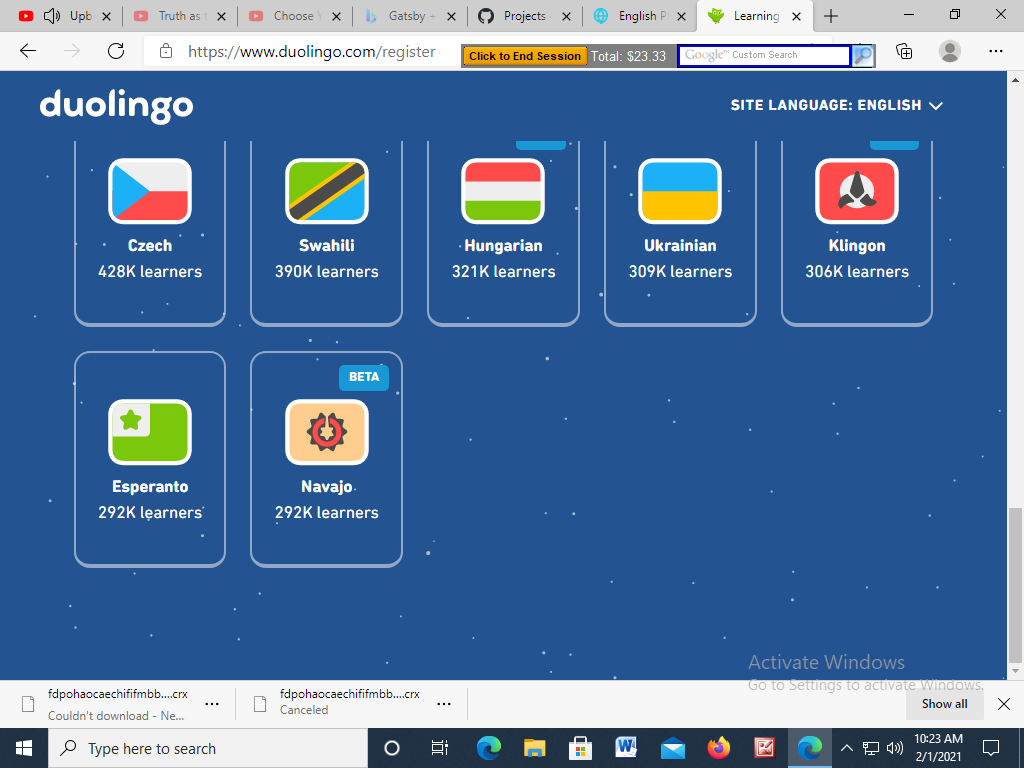 Upb
Truth as t
Choose Y
Gatsby +
Projects
English P
Learning
https://www.duolingo.com/register
Click to End Session
Total: $23.33
Google™ Custom Search
duolingo
SITE LANGUAGE: ENGLISH
Czech
428K learners
Swahili
390K learners
Hungarian
321K learners
Ukrainian
309K learners
Klingon
306K learners
Esperanto
292K learners
BETA
Navajo
292K learners
Activate Windows
Go to Settings to activate Windows.
fdpohaocaechififmbb....crx
Couldn't download - Ne...
fdpohaocaechififmbb....crx
Canceled
Show all
Type here to search
10:23 AM
2/1/2021